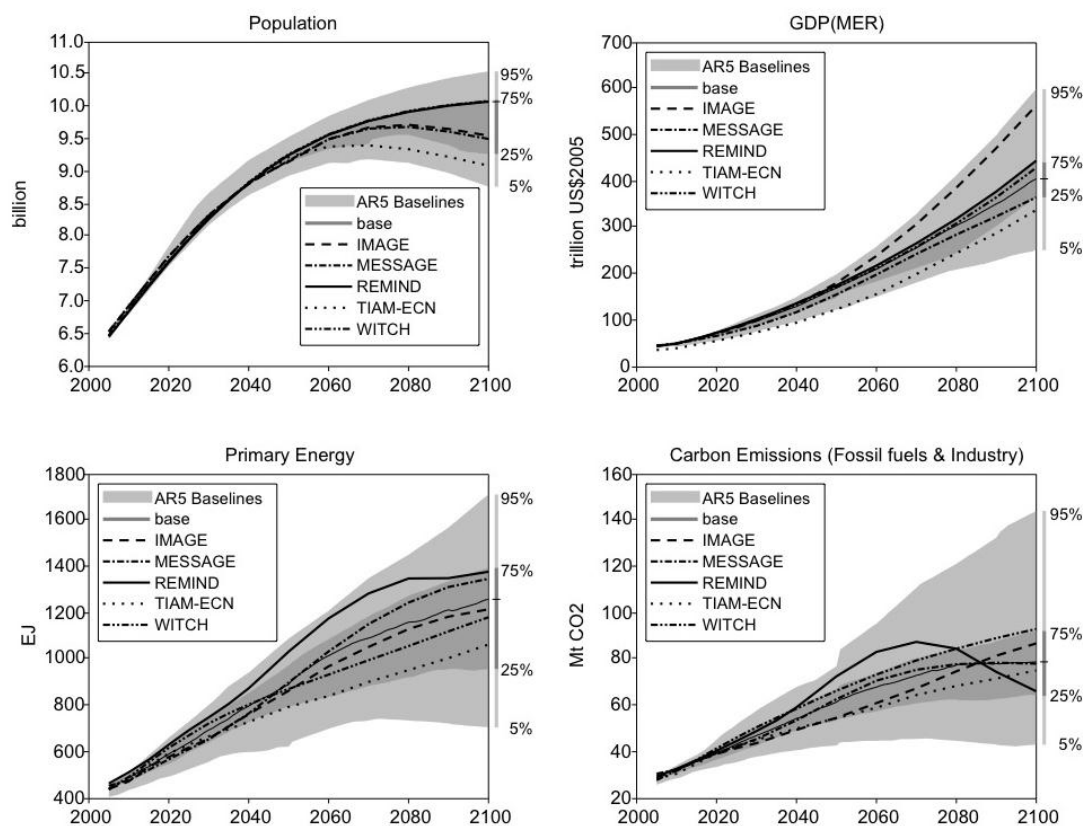 Population
11.0
10.5
10.0
9.5
9.0
8.5
8.0
7.5
7.0
6.5
6.0
billion
2000 2020 2040 2060 2080 2100
95%
75%
25%
5%
AR5 Baselines
base
IMAGE
MESSAGE
REMIND
TIAM-ECN
WITCH
GDP(MER)
700
600
500
400
300
200
100
0
trillion US$2005
2000 2020 2040 2060 2080 2100
95%
75%
25%
5%
AR5 Baselines
base
IMAGE
MESSAGE
REMIND
TIAM-ECN
WITCH
Primary Energy
1800
1600
1400
1200
1000
800
600
400
EJ
2000 2020 2040 2060 2080 2100
95%
75%
25%
5%
AR5 Baselines
base
IMAGE
MESSAGE
REMIND
TIAM-ECN
WITCH
Carbon Emissions (Fossil fuels & Industry)
160
140
120
100
80
60
40
20
Mt CO2
2000 2020 2040 2060 2080 2100
95%
75%
25%
5%
AR5 Baselines
base
IMAGE
MESSAGE
REMIND
TIAM-ECN
WITCH